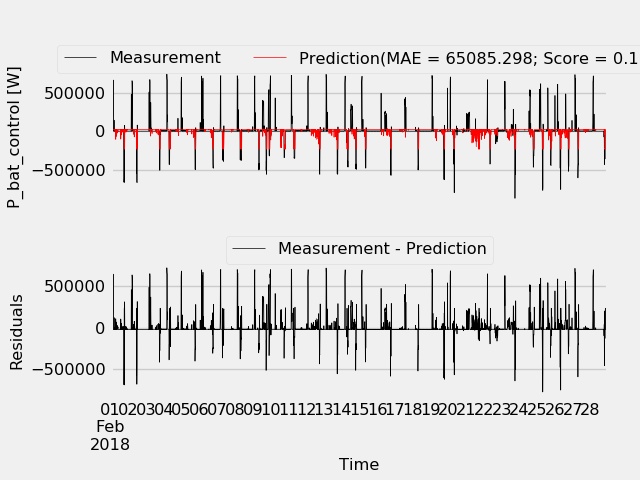 Measurement Prediction(MAE = 65085.298; Score = 0.1
P_bat_control [W]
500000
0
−500000
Measurement - Prediction
Residuals
500000
0
−500000
01020304050607080910111213141516171819202122232425262728
Feb
2018
Time